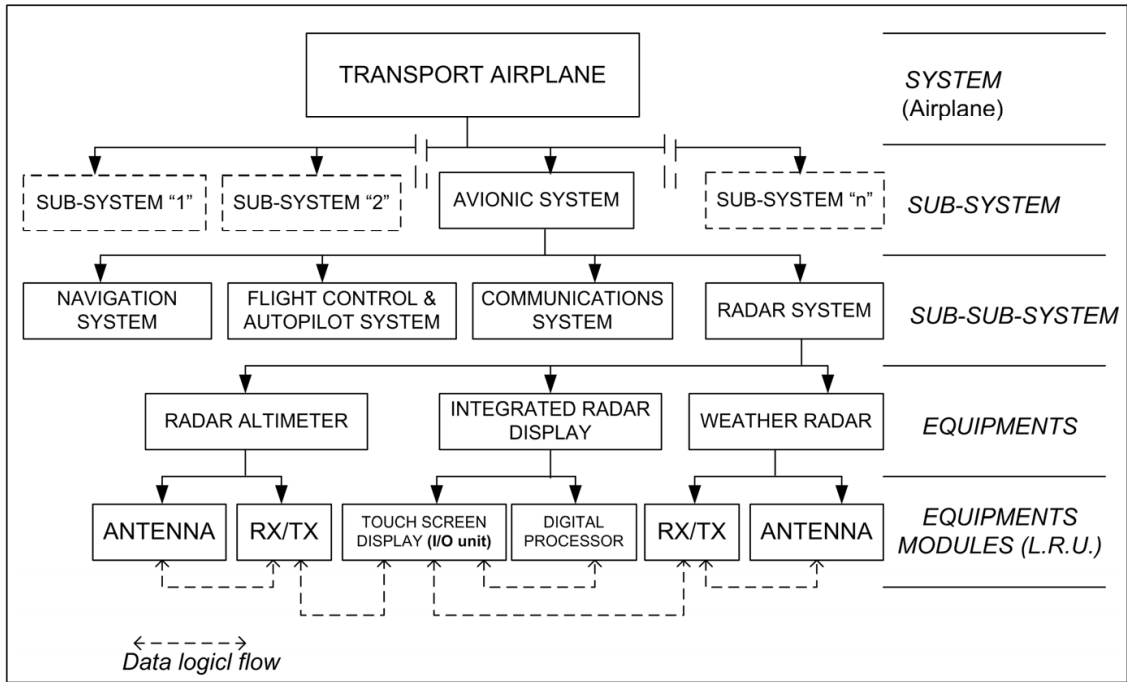 TRANSPORT AIRPLANE
SYSTEM
(Airplane)
SUB-SYSTEM “1”
SUB-SYSTEM “2”
AVIONIC SYSTEM
SUB-SYSTEM “n”
SUB-SYSTEM
NAVIGATION
SYSTEM
FLIGHT CONTROL &
AUTOPILOT SYSTEM
COMMUNICATIONS
SYSTEM
RADAR SYSTEM
SUB-SUB-SYSTEM
RADAR ALTIMETER
INTEGRATED RADAR
DISPLAY
WEATHER RADAR
EQUIPMENTS
ANTENNA
RX/TX
TOUCH SCREEN
DISPLAY (I/O unit)
DIGITAL
PROCESSOR
RX/TX
ANTENNA
EQUIPMENTS
MODULES (L.R.U.)
Data logicl flow